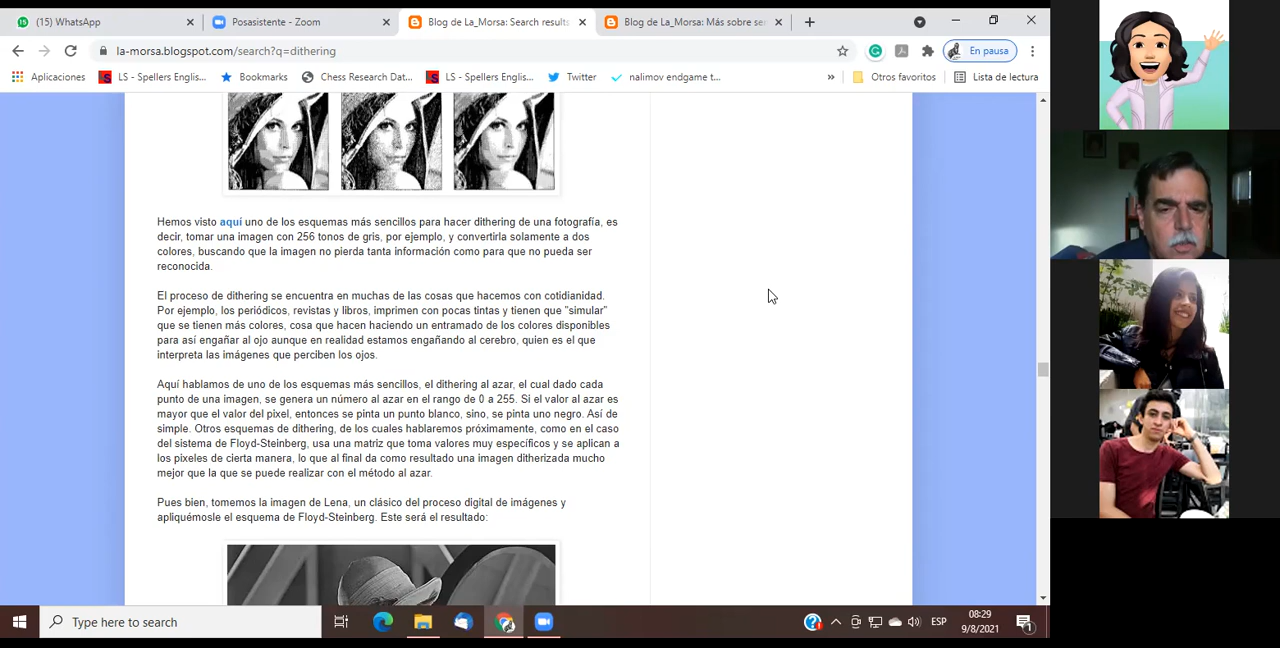 (15) WhatsApp
Posasistente - Zoom
Blog de La_Morsa: Search results
Blog de La_Morsa: Más sobre ser
la-morsa.blogspot.com/search?q=dithering
En pausa
Aplicaciones
LS - Spellers Englis...
Bookmarks
Chess Research Dat...
LS - Spellers Englis...
Twitter
nalimov endgame t...
»
Otros favoritos
Lista de lectura
Hemos visto aquí uno de los esquemas más sencillos para hacer dithering de una fotografía, es
decir, tomar una imagen con 256 tonos de gris, por ejemplo, y convertirla solamente a dos
colores, buscando que la imagen no pierda tanta información como para que no pueda ser
reconocida.
El proceso de dithering se encuentra en muchas de las cosas que hacemos con cotidianidad.
Por ejemplo, los periódicos, revistas y libros, imprimen con pocas tintas y tienen que "simular"
que se tienen más colores, cosa que hacen haciendo un entramado de los colores disponibles
para así engañar al ojo aunque en realidad estamos engañando al cerebro, quien es el que
interpreta las imágenes que perciben los ojos.
Aquí hablamos de uno de los esquemas más sencillos, el dithering al azar, el cual dado cada
punto de una imagen, se genera un número al azar en el rango de 0 a 255. Si el valor al azar es
mayor que el valor del pixel, entonces se pinta un punto blanco, sino, se pinta uno negro. Así de
simple. Otros esquemas de dithering, de los cuales hablaremos próximamente, como en el caso
del sistema de Floyd-Steinberg, usa una matriz que toma valores muy específicos y se aplican a
los pixeles de cierta manera, lo que al final da como resultado una imagen ditherizada mucho
mejor que la que se puede realizar con el método al azar.
Pues bien, tomemos la imagen de Lena, un clásico del proceso digital de imágenes y
apliquémosle el esquema de Floyd-Steinberg. Este será el resultado:
Type here to search
ESP
08:29
9/8/2021
1